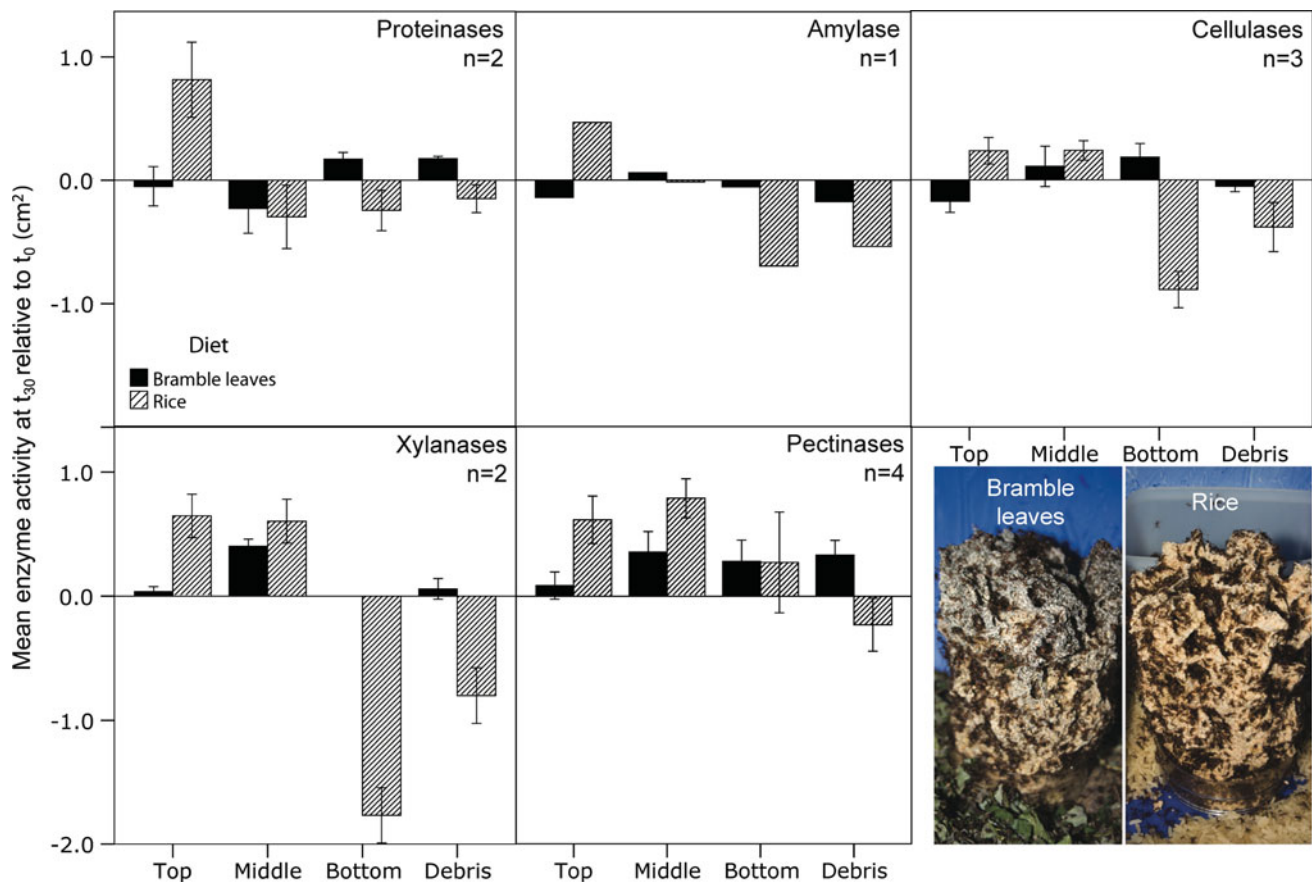 Mean enzyme activity at t30 relative to t0 (cm²)
Proteinases
n=2
1.0
0.0
-1.0
Diet
Bramble leaves
Rice
Amylase
n=1
Cellulases
n=3
Top Middle Bottom Debris
Xylanases
n=2
1.0
0.0
-1.0
-2.0
Top Middle Bottom Debris
Pectinases
n=4
Top Middle Bottom Debris
Bramble
leaves
Rice